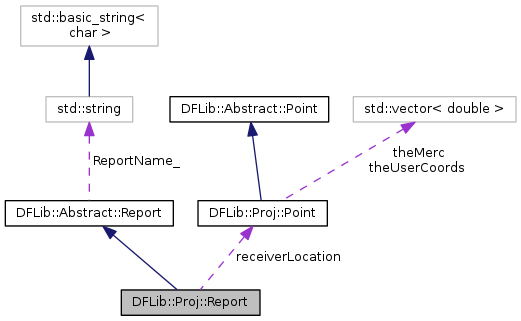 std::basic_string<
char >
std::string
DFLib::Abstract::Point
std::vector< double >
ReportName_
theMerc
theUserCoords
DFLib::Abstract::Report
DFLib::Proj::Point
receiverLocation
DFLib::Proj::Report